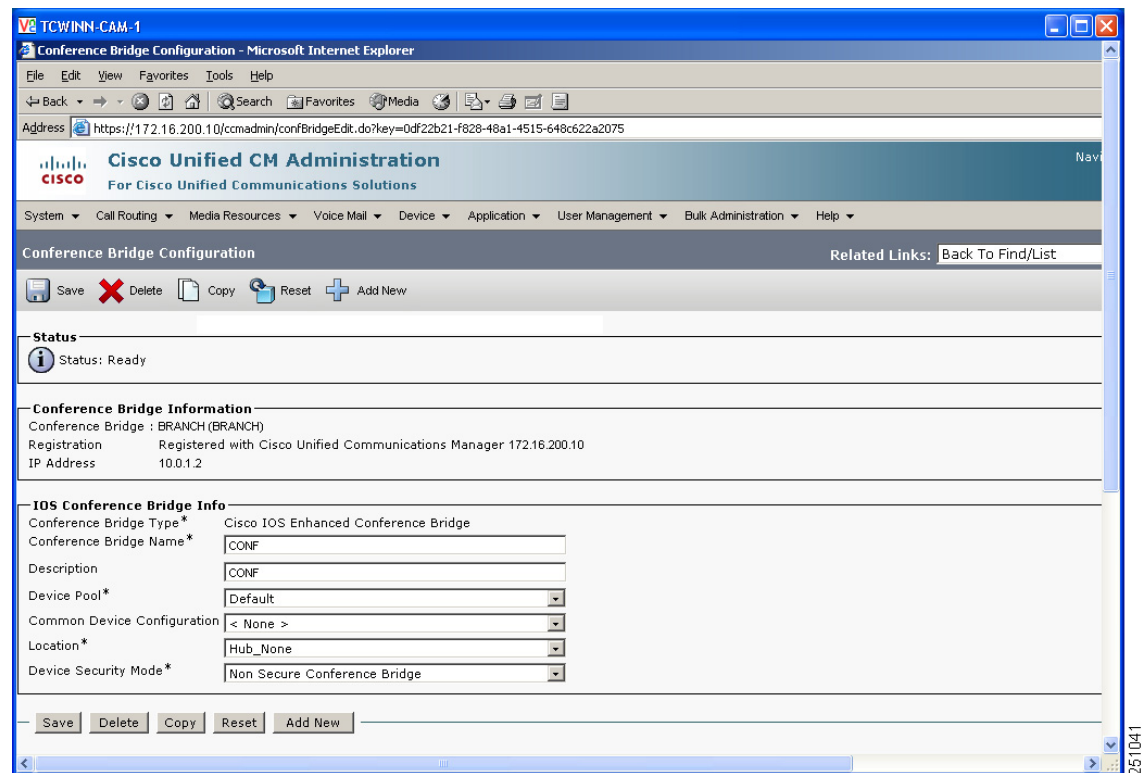 TCWINN-CAM-1
Conference Bridge Configuration - Microsoft Internet Explorer
File Edit View Favorites Tools Help
Back Search Favorites Media
Address https://172.16.200.10/ccmadmin/confBridgeEdit.do?key=0df22b21-f828-48a1-4515-648c622a2075
CISCO
Cisco Unified CM Administration
Navi
For Cisco Unified Communications Solutions
System Call Routing Media Resources Voice Mail Device Application User Management Bulk Administration Help
Conference Bridge Configuration Related Links: Back To Find/List
Save Delete Copy Reset Add New
Status
i Status: Ready
Conference Bridge Information
Conference Bridge : BRANCH (BRANCH)
Registration Registered with Cisco Unified Communications Manager 172.16.200.10
IP Address 10.0.1.2
IOS Conference Bridge Info
Conference Bridge Type* Cisco IOS Enhanced Conference Bridge
Conference Bridge Name* CONF
Description CONF
Device Pool* Default
Common Device Configuration < None >
Location* Hub_None
Device Security Mode* Non Secure Conference Bridge
Save Delete Copy Reset Add New
251041